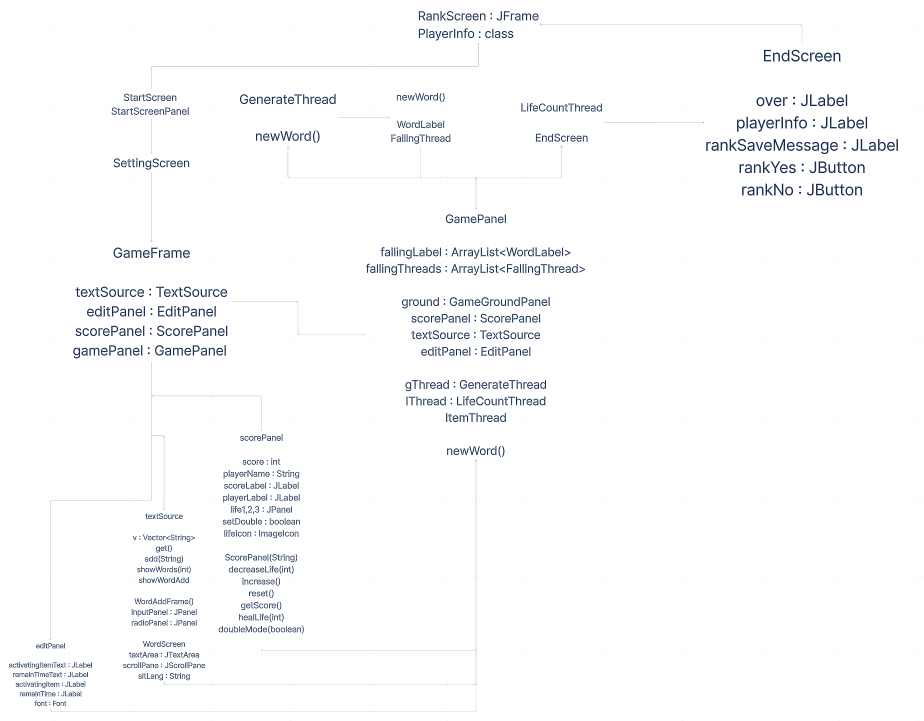 RankScreen : JFrame
PlayerInfo : class
EndScreen
over : JLabel
playerInfo : JLabel
rankSaveMessage : JLabel
rankYes : JButton
rankNo : JButton
StartScreen
StartScreenPanel
SettingScreen
GenerateThread
newWord()
newWord()
WordLabel
FallingThread
LifeCountThread
EndScreen
GameFrame
textSource : TextSource
editPanel : EditPanel
scorePanel : ScorePanel
gamePanel : GamePanel
GamePanel
fallingLabel : ArrayList<WordLabel>
fallingThreads : ArrayList<FallingThread>
ground : GameGroundPanel
scorePanel : ScorePanel
textSource : TextSource
editPanel : EditPanel
gThread : GenerateThread
lThread : LifeCountThread
ItemThread
newWord()
scorePanel
score : int
playerName : String
scoreLabel : JLabel
playerLabel : JLabel
life1,2,3 : JPanel
setDouble : boolean
lifeIcon : ImageIcon
ScorePanel(String)
decreaseLife(int)
increase()
reset()
getScore()
healLife(int)
doubleMode(boolean)
textSource
v : Vector<String>
get()
add(String)
showWords(int)
showWordAdd
WordAddFrame()
inputPanel : JPanel
radioPanel : JPanel
WordScreen
textArea : JTextArea
scrollPane : JScrollPane
sltLang : String
editPanel
activatingItemText : JLabel
remainTimeText : JLabel
activatingItem : JLabel
remainTime : JLabel
font : Font